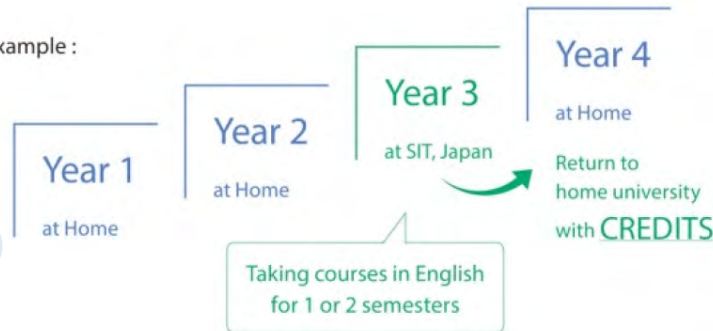 xample :
Year 1
at Home
Year 2
at Home
Year 3
at SIT, Japan
Taking courses in English
for 1 or 2 semesters
Year 4
at Home
Return to
home university
with CREDITS